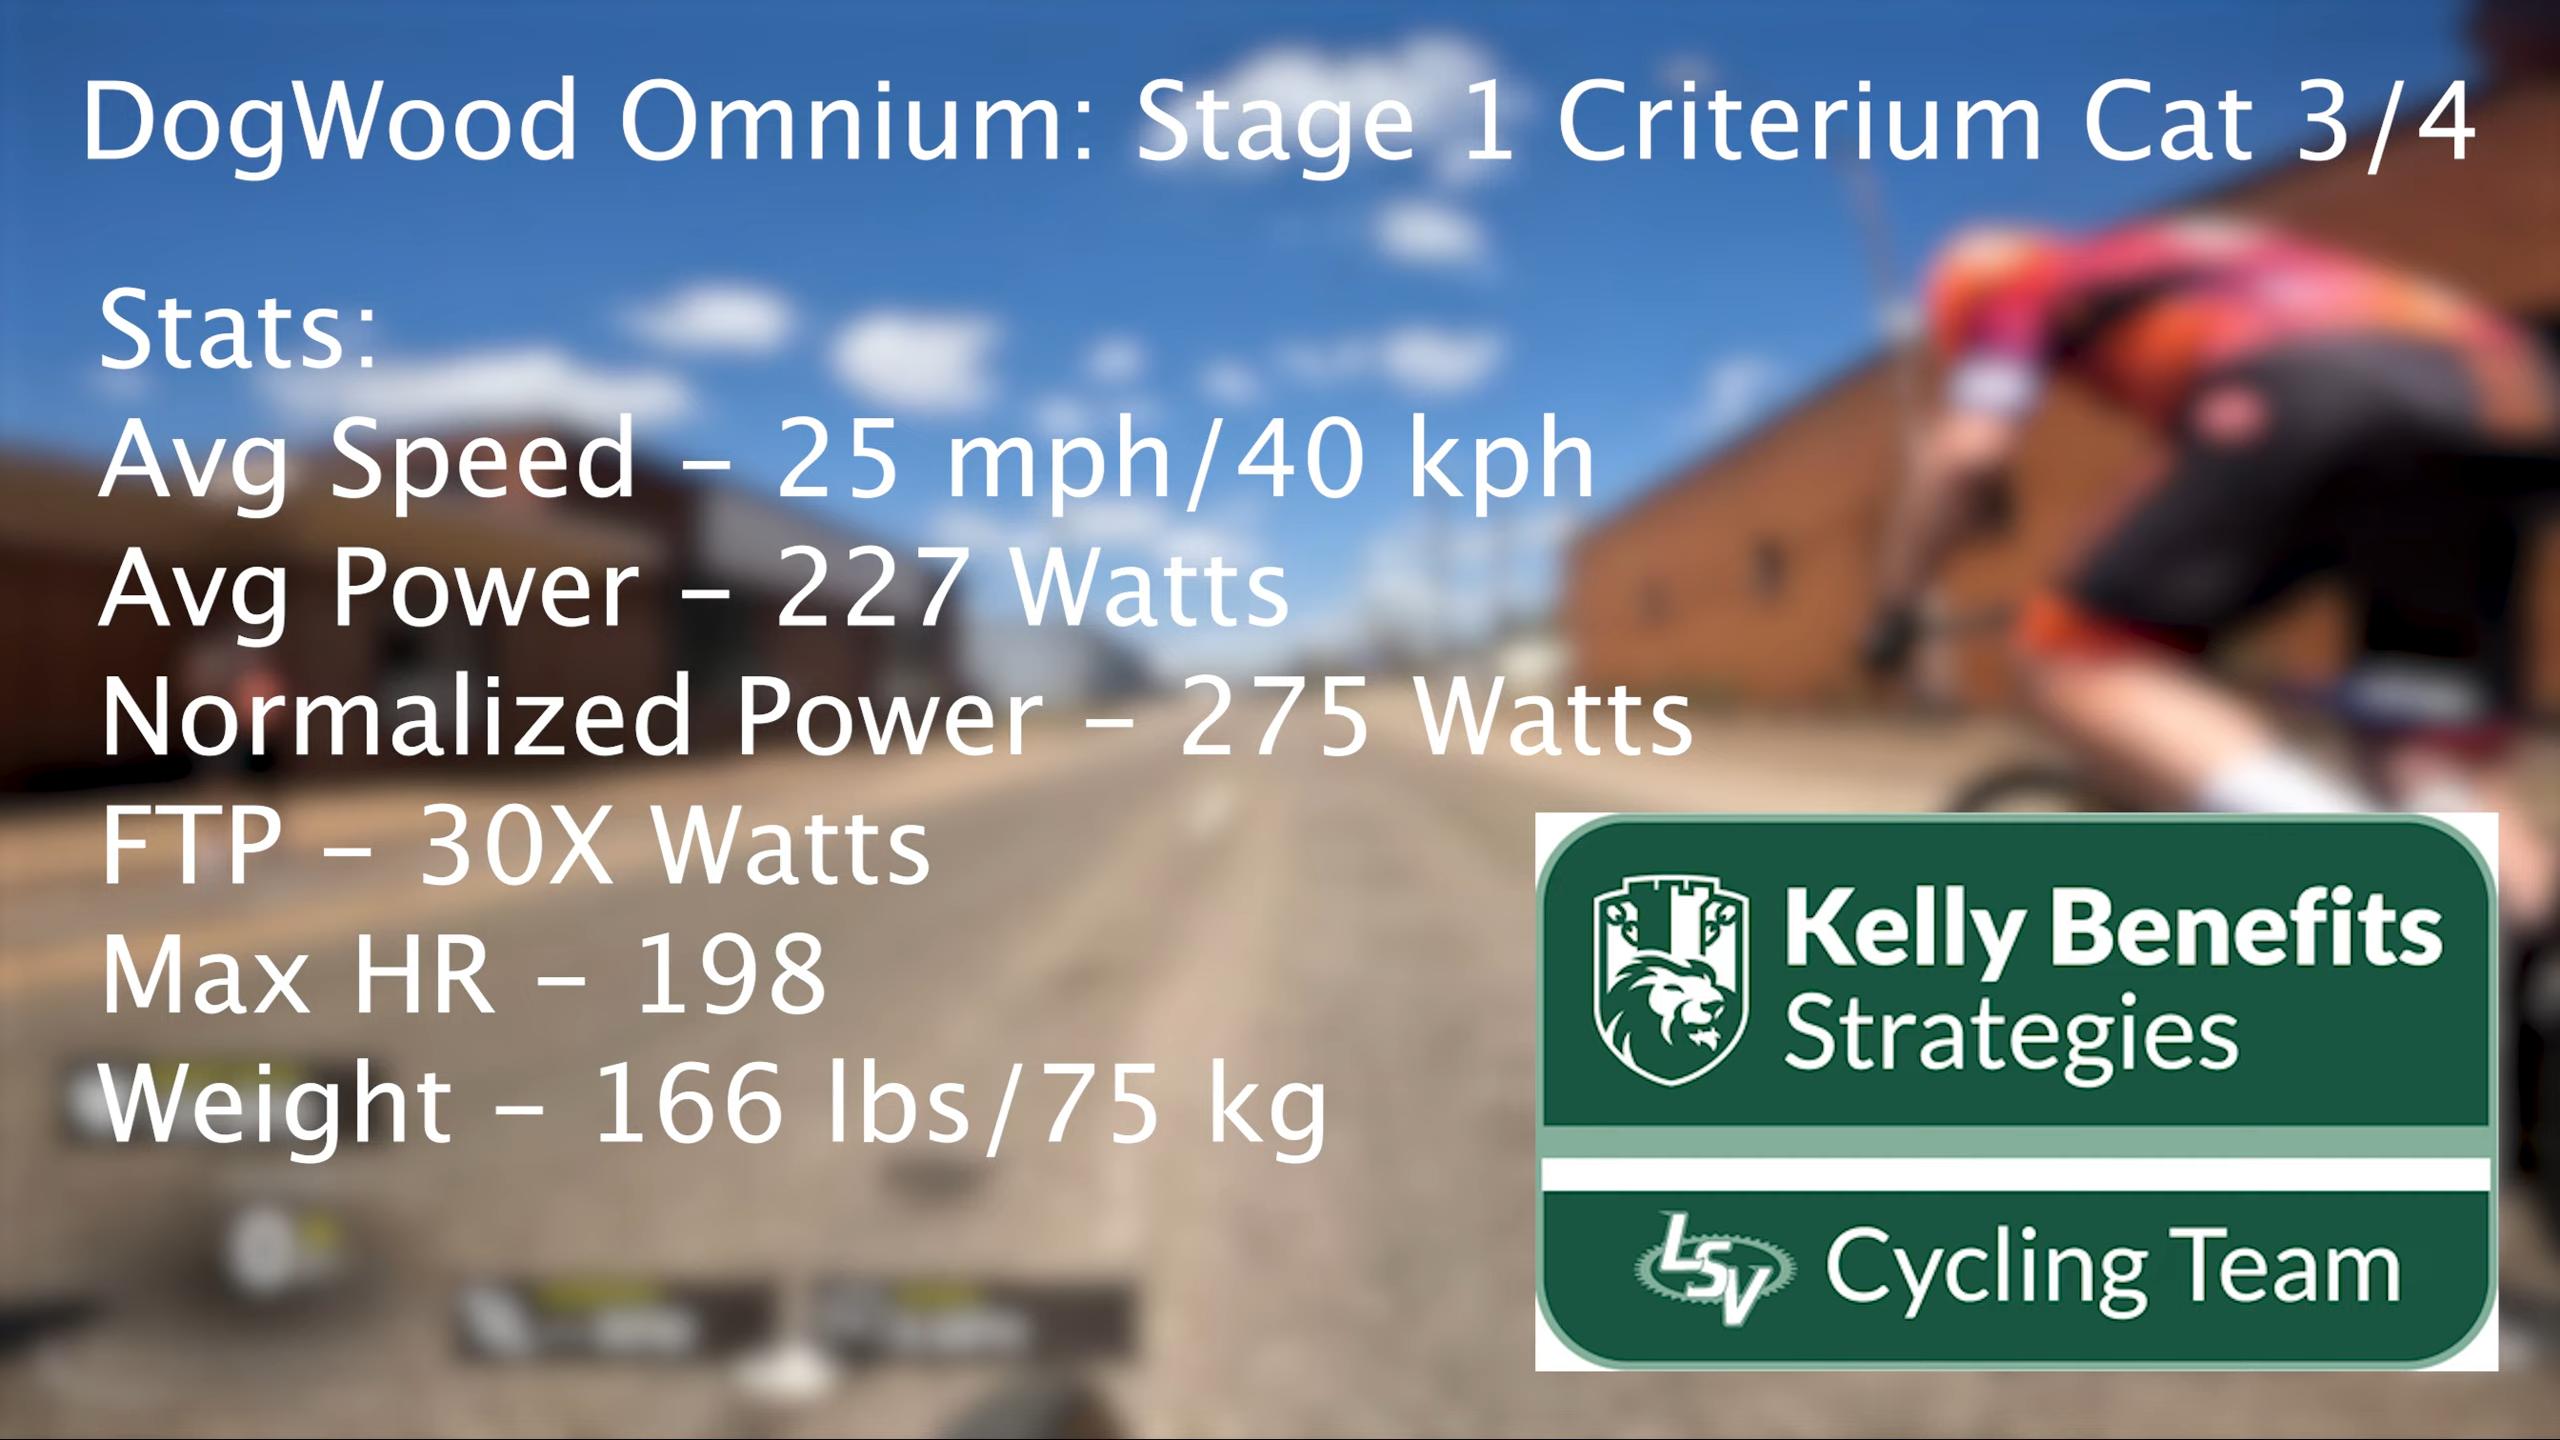 DogWood Omnium: Stage 1 Criterium Cat 3/4
Stats:
Avg Speed – 25 mph/40 kph
Avg Power – 227 Watts
Normalized Power – 275 Watts
FTP – 30X Watts
Max HR – 198
Weight – 166 lbs/75 kg
Kelly Benefits
Strategies
LSV Cycling Team